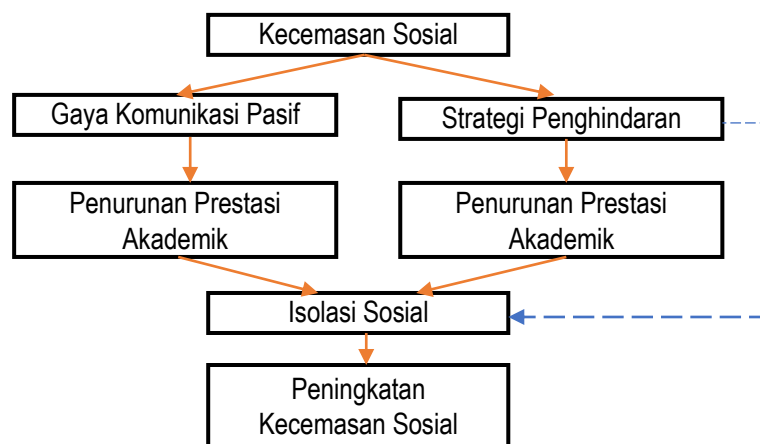 Kecemasan Sosial
Gaya Komunikasi Pasif
Strategi Penghindaran
Penurunan Prestasi
Akademik
Penurunan Prestasi
Akademik
Isolasi Sosial
Peningkatan
Kecemasan Sosial